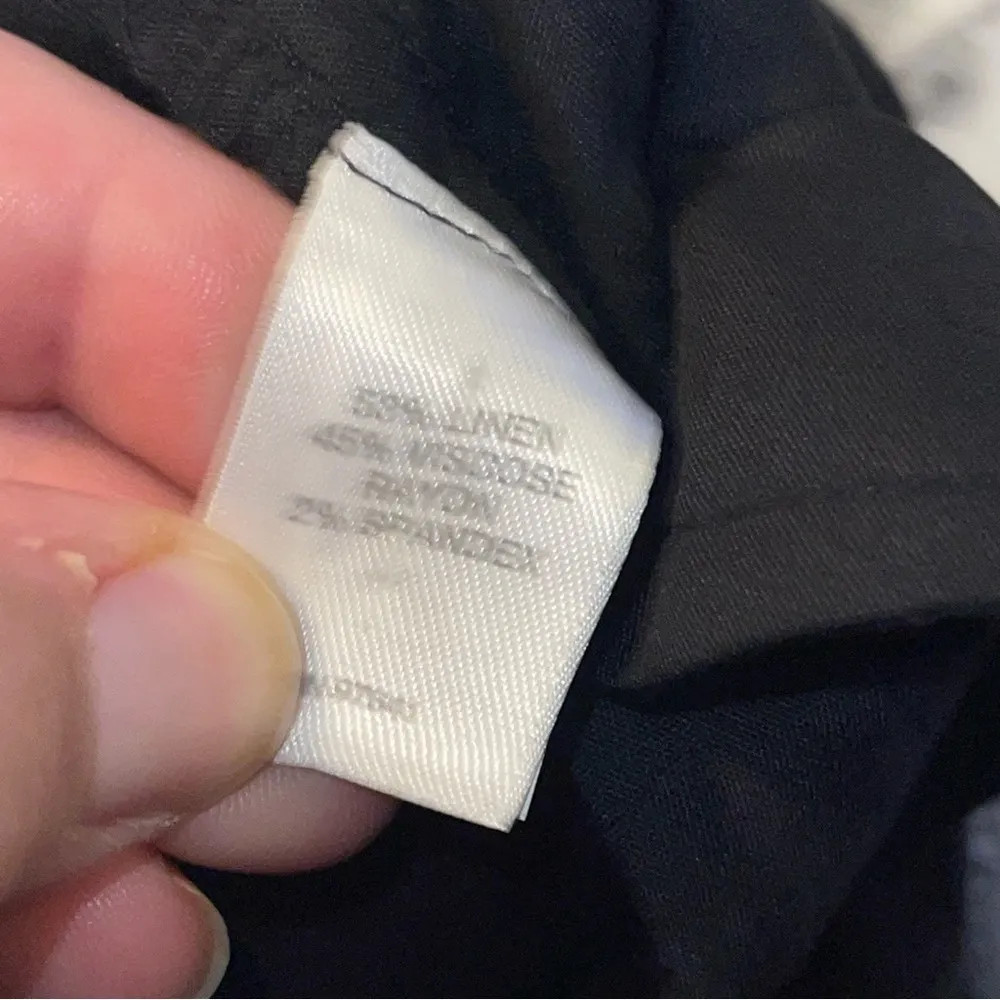 53% LINEN
45% VISCOSE
RAYON
2% SPANDEX